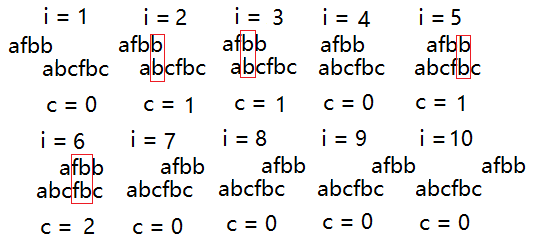 i = 1 i = 2 i = 3 i = 4 i = 5
afbb afbb afbb afbb afbb
abcfbc abcfbc abcfbc abcfbc abcfbc
c = 0 c = 1 c = 1 c = 0 c = 1
i = 6 i = 7 i = 8 i = 9 i =10
afbb afbb afbb afbb afbb
abcfbc abcfbc abcfbc abcfbc abcfbc
c = 2 c = 0 c = 0 c = 0 c = 0